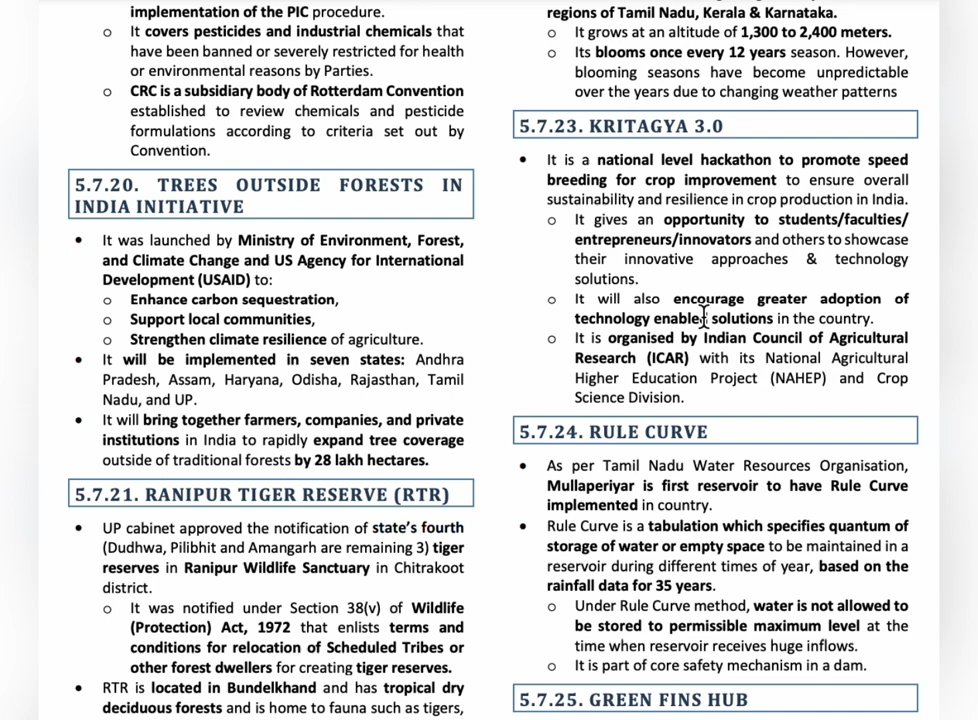 implementation of the PIC procedure.
o It covers pesticides and industrial chemicals that
have been banned or severely restricted for health
or environmental reasons by Parties.
o CRC is a subsidiary body of Rotterdam Convention
established to review chemicals and pesticide
formulations according to criteria set out by
Convention.
5.7.20. TREES OUTSIDE FORESTS IN
INDIA INITIATIVE
• It was launched by Ministry of Environment, Forest,
and Climate Change and US Agency for International
Development (USAID) to:
o Enhance carbon sequestration,
o Support local communities,
o Strengthen climate resilience of agriculture.
• It will be implemented in seven states: Andhra
Pradesh, Assam, Haryana, Odisha, Rajasthan, Tamil
Nadu, and UP.
• It will bring together farmers, companies, and private
institutions in India to rapidly expand tree coverage
outside of traditional forests by 28 lakh hectares.
5.7.21. RANIPUR TIGER RESERVE (RTR)
• UP cabinet approved the notification of state's fourth
(Dudhwa, Pilibhit and Amangarh are remaining 3) tiger
reserves in Ranipur Wildlife Sanctuary in Chitrakoot
district.
o It was notified under Section 38(v) of Wildlife
(Protection) Act, 1972 that enlists terms and
conditions for relocation of Scheduled Tribes or
other forest dwellers for creating tiger reserves.
• RTR is located in Bundelkhand and has tropical dry
deciduous forests and is home to fauna such as tigers,
regions of Tamil Nadu, Kerala & Karnataka.
o It grows at an altitude of 1,300 to 2,400 meters.
o Its blooms once every 12 years season. However,
blooming seasons have become unpredictable
over the years due to changing weather patterns
5.7.23. KRITAGYA 3.0
• It is a national level hackathon to promote speed
breeding for crop improvement to ensure overall
sustainability and resilience in crop production in India.
o It gives an opportunity to students/faculties/
entrepreneurs/innovators and others to showcase
their innovative approaches & technology
solutions.
o It will also encourage greater adoption of
technology enabled solutions in the country.
o It is organised by Indian Council of Agricultural
Research (ICAR) with its National Agricultural
Higher Education Project (NAHEP) and Crop
Science Division.
5.7.24. RULE CURVE
• As per Tamil Nadu Water Resources Organisation,
Mullaperiyar is first reservoir to have Rule Curve
implemented in country.
• Rule Curve is a tabulation which specifies quantum of
storage of water or empty space to be maintained in a
reservoir during different times of year, based on the
rainfall data for 35 years.
o Under Rule Curve method, water is not allowed to
be stored to permissible maximum level at the
time when reservoir receives huge inflows.
o It is part of core safety mechanism in a dam.
5.7.25. GREEN FINS HUB